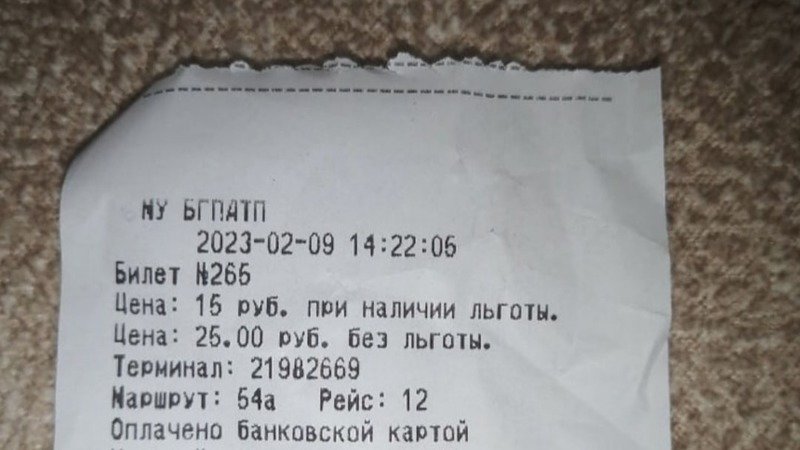 МУ БГПАТП
2023-02-09 14:22:06
Билет №265
Цена: 15 руб. при наличии льготы.
Цена: 25.00 руб. без льготы.
Терминал: 21982669
Маршрут: 54а Рейс: 12
Оплачено банковской картой